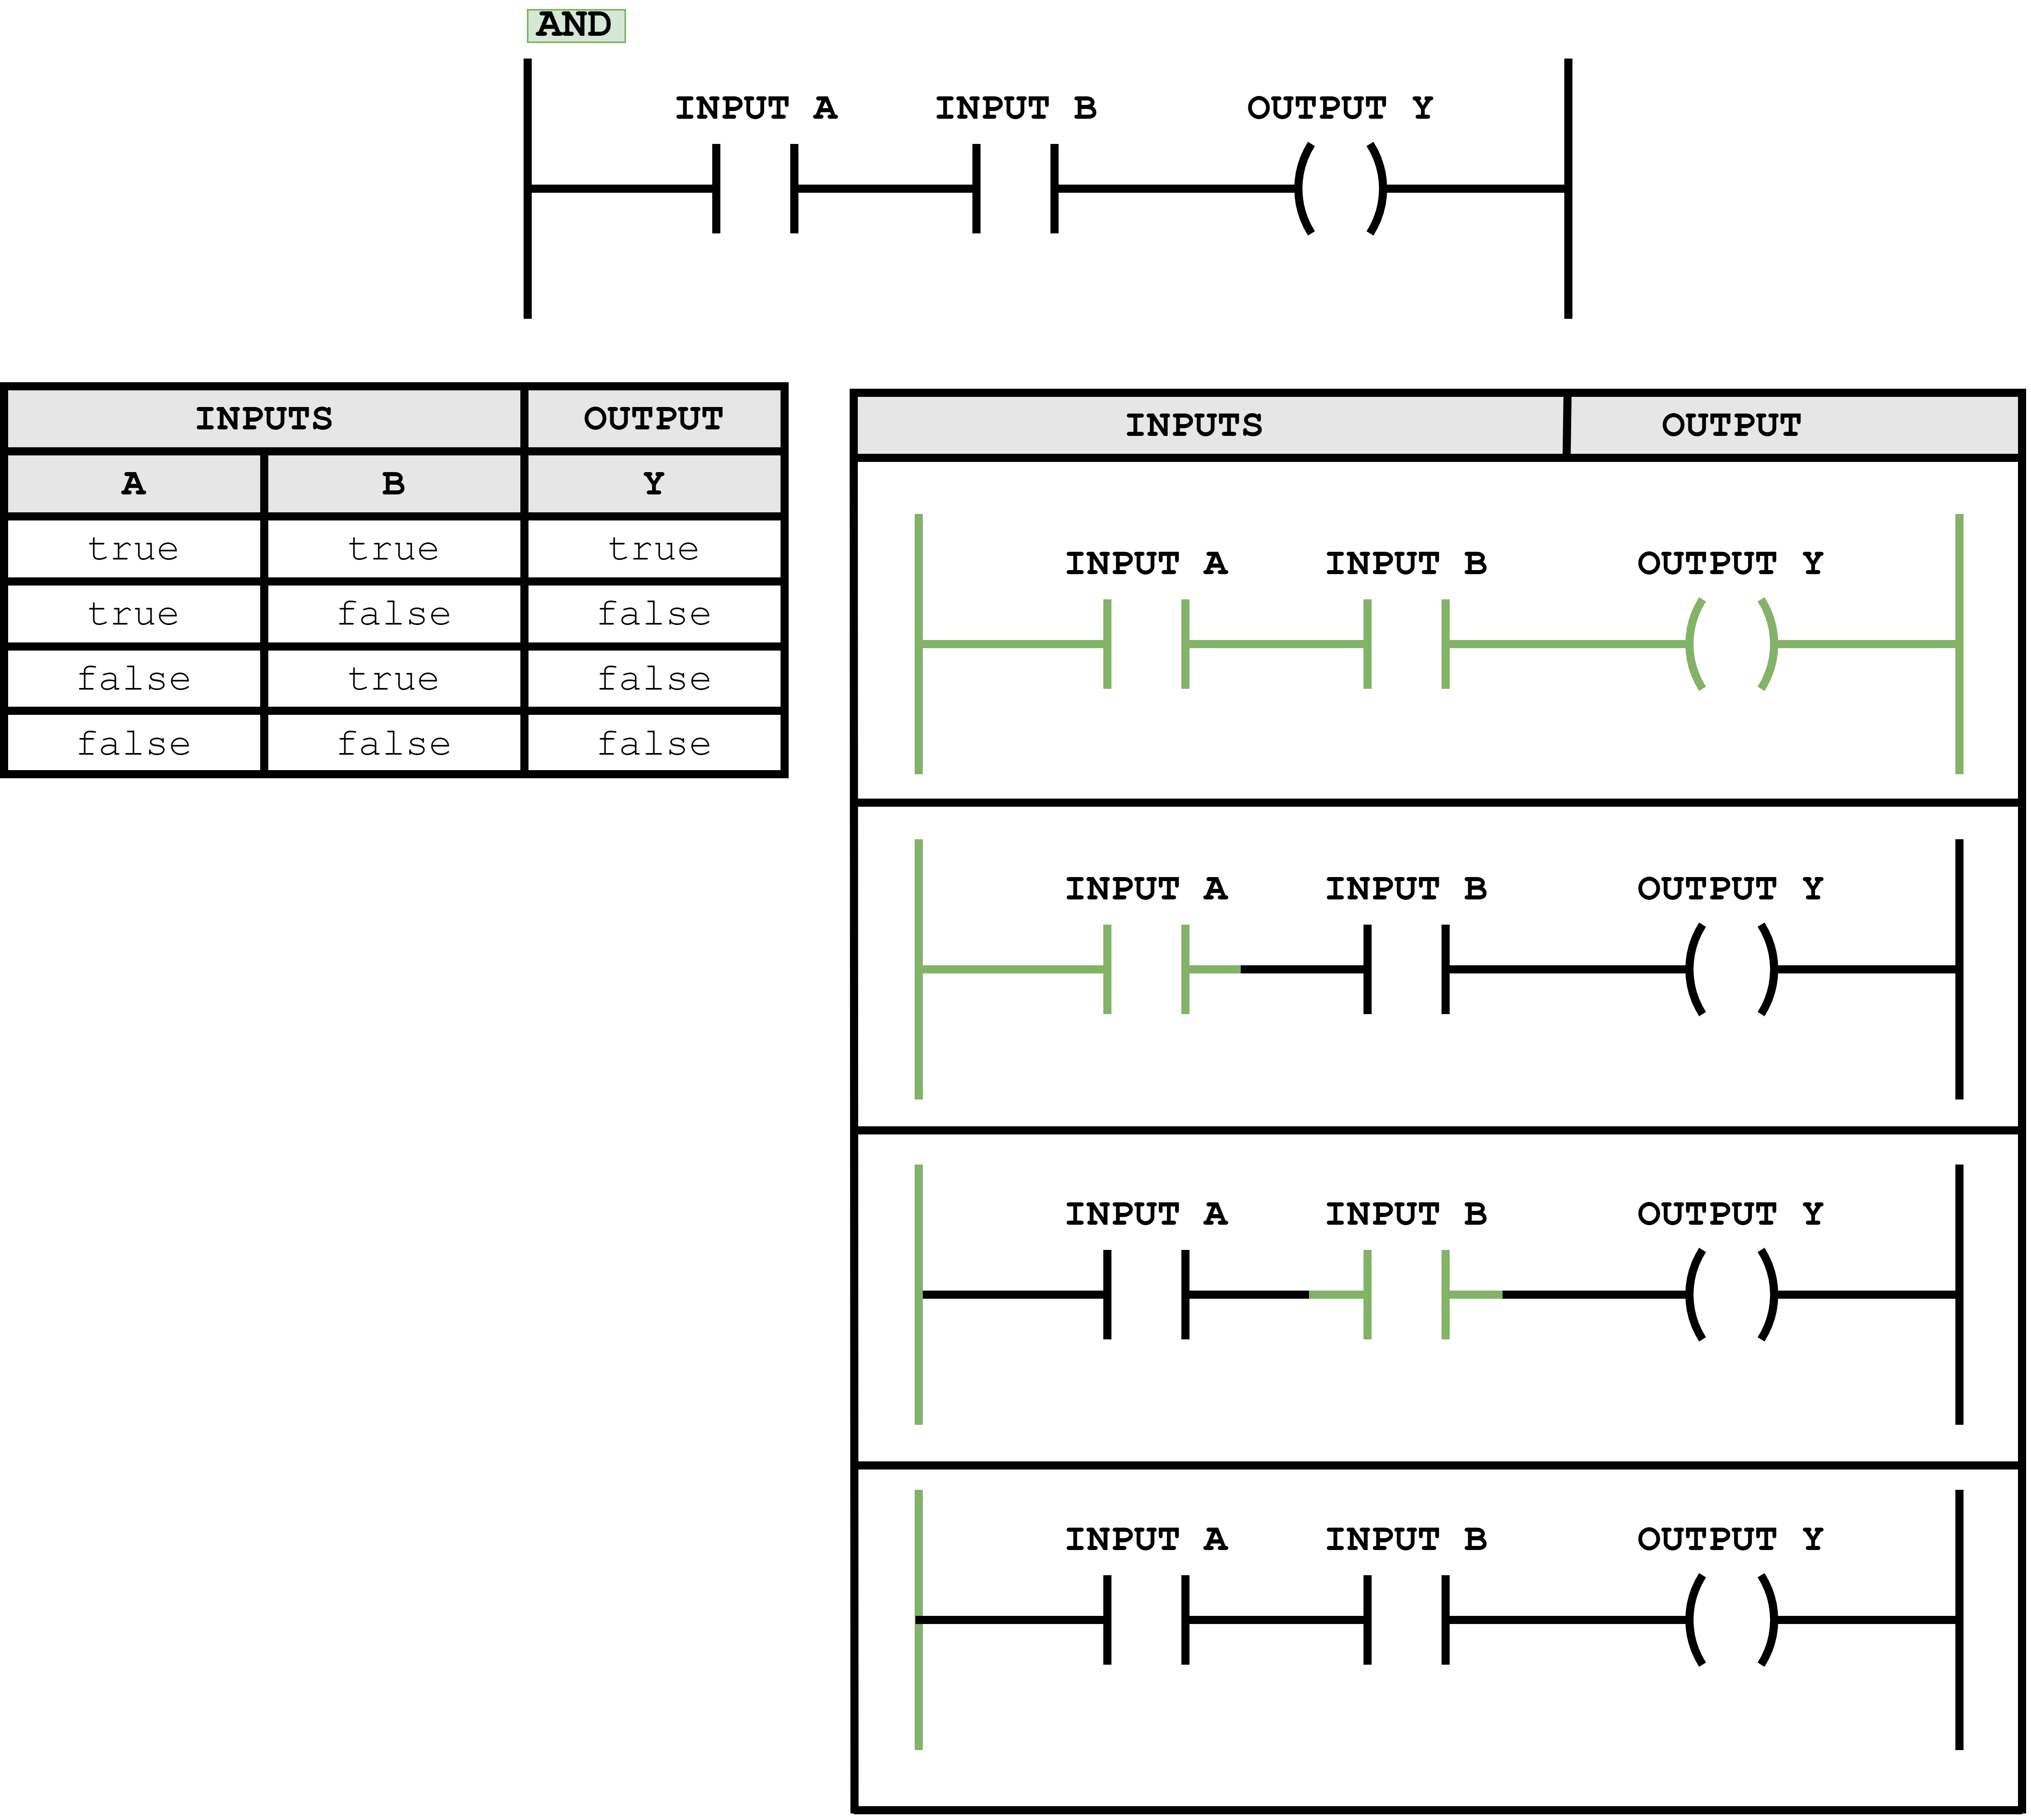 AND
INPUT A INPUT B OUTPUT Y
INPUTS OUTPUT
A B Y
true true true
true false false
false true false
false false false
INPUTS OUTPUT
INPUT A INPUT B OUTPUT Y
INPUT A INPUT B OUTPUT Y
INPUT A INPUT B OUTPUT Y
INPUT A INPUT B OUTPUT Y